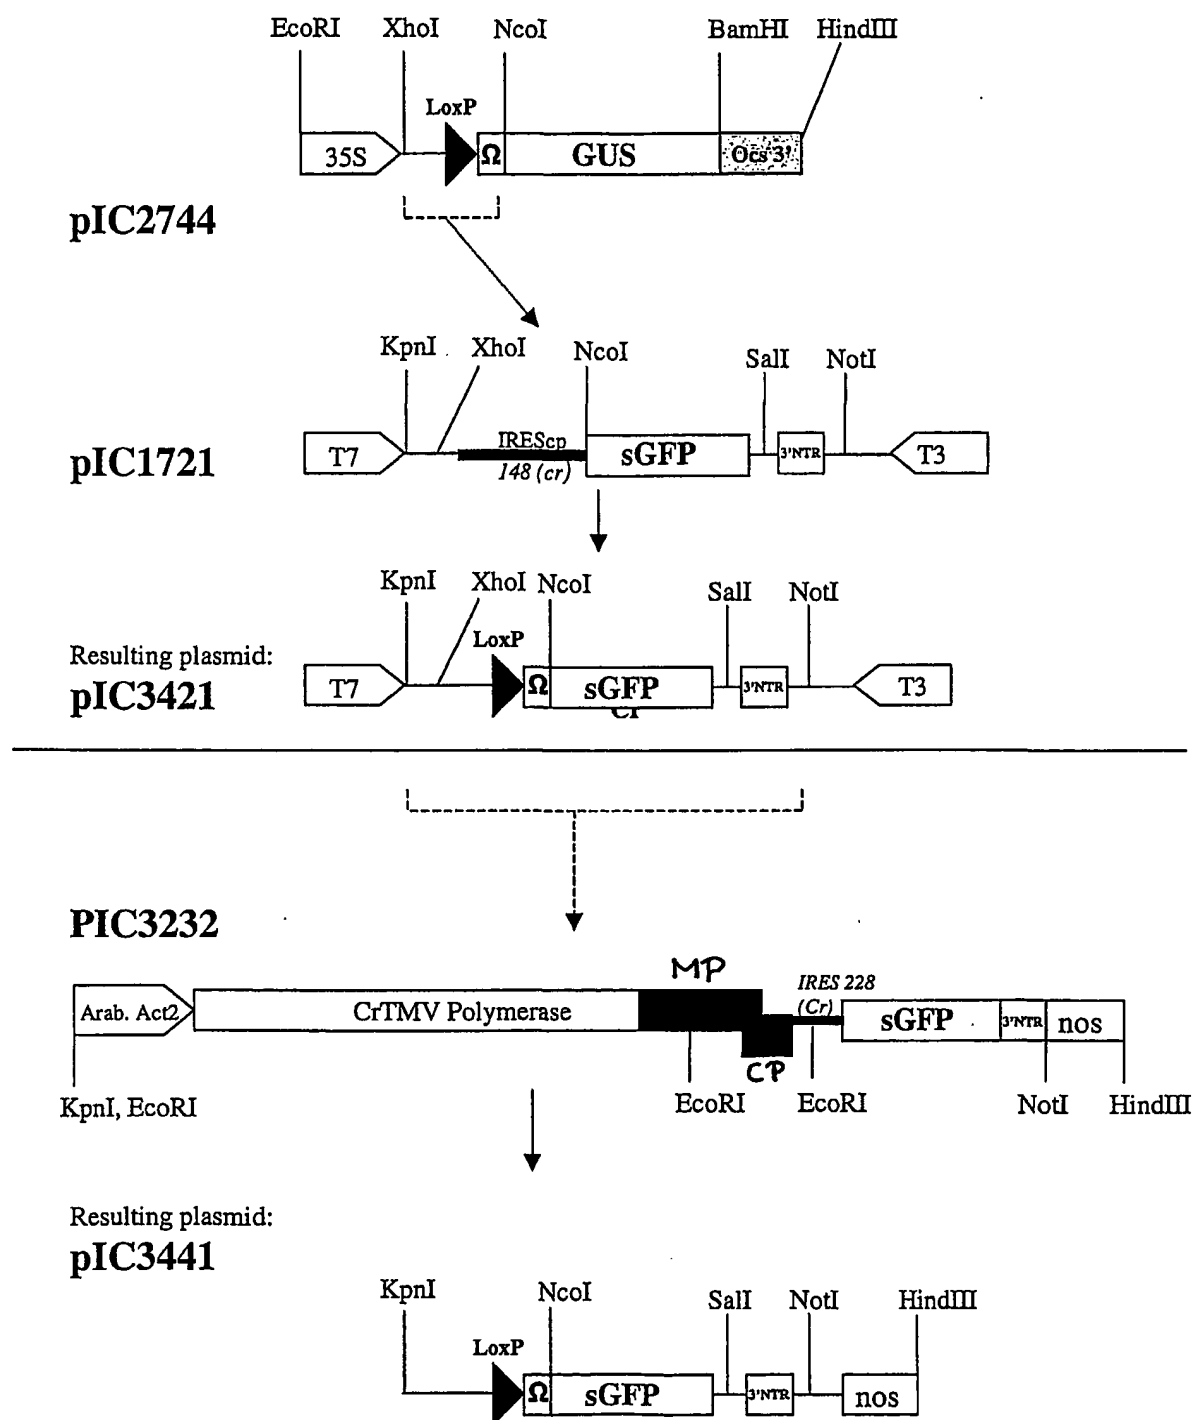 EcoRI XhoI NcoI BamHI HindIII
LoxP
35S Ω GUS Ocs 3'
pIC2744
KpnI XhoI NcoI SalI NotI
pIC1721
T7 IREScp sGFP 3'NTR T3
148 (cr)
KpnI XhoI NcoI SalI NotI
Resulting plasmid:
LoxP
pIC3421
T7 Ω sGFP 3'NTR T3
Cr
PIC3232
MP
IRES 228
(Cr)
Arab. Act2 CrTMV Polymerase sGFP 3'NTR nos
CP
KpnI, EcoRI EcoRI EcoRI NotI HindIII
Resulting plasmid:
pIC3441
KpnI NcoI SalI NotI HindIII
LoxP
Ω sGFP 3'NTR nos